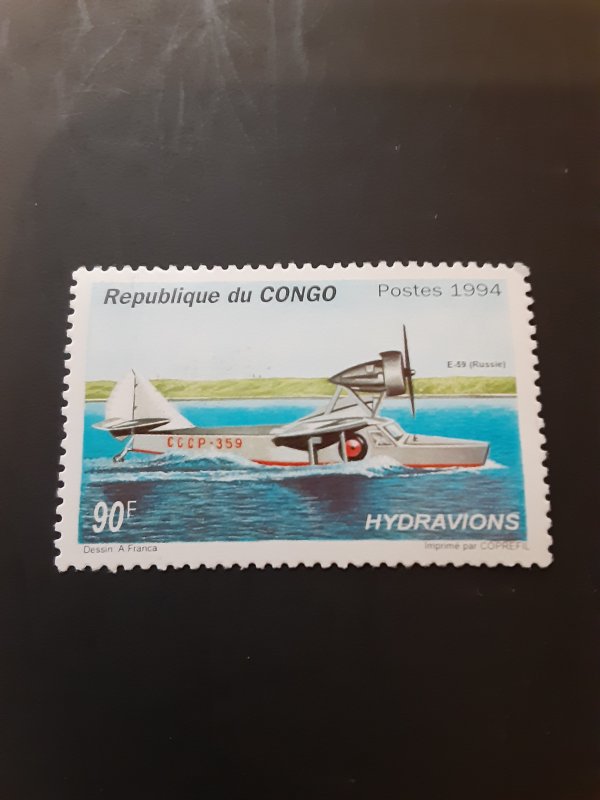 Republique du CONGO
Postes 1994
E-59 (Russie)
CCCP-359
90F
HYDRAVIONS
Dessin A Franca
Imprimé par COPREFIL